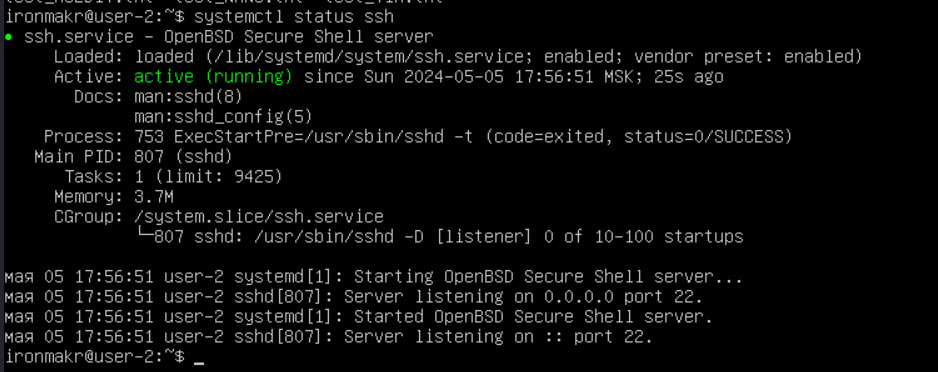 ironmakr@user-2:~$ systemctl status ssh
● ssh.service - OpenBSD Secure Shell server
Loaded: loaded (/lib/systemd/system/ssh.service; enabled; vendor preset: enabled)
Active: active (running) since Sun 2024-05-05 17:56:51 MSK; 25s ago
Docs: man:sshd(8)
man:sshd_config(5)
Process: 753 ExecStartPre=/usr/sbin/sshd -t (code=exited, status=0/SUCCESS)
Main PID: 807 (sshd)
Tasks: 1 (limit: 9425)
Memory: 3.7M
CGroup: /system.slice/ssh.service
└─807 sshd: /usr/sbin/sshd -D [listener] 0 of 10-100 startups
мая 05 17:56:51 user-2 systemd[1]: Starting OpenBSD Secure Shell server...
мая 05 17:56:51 user-2 sshd[807]: Server listening on 0.0.0.0 port 22.
мая 05 17:56:51 user-2 systemd[1]: Started OpenBSD Secure Shell server.
мая 05 17:56:51 user-2 sshd[807]: Server listening on :: port 22.
ironmakr@user-2:~$ _